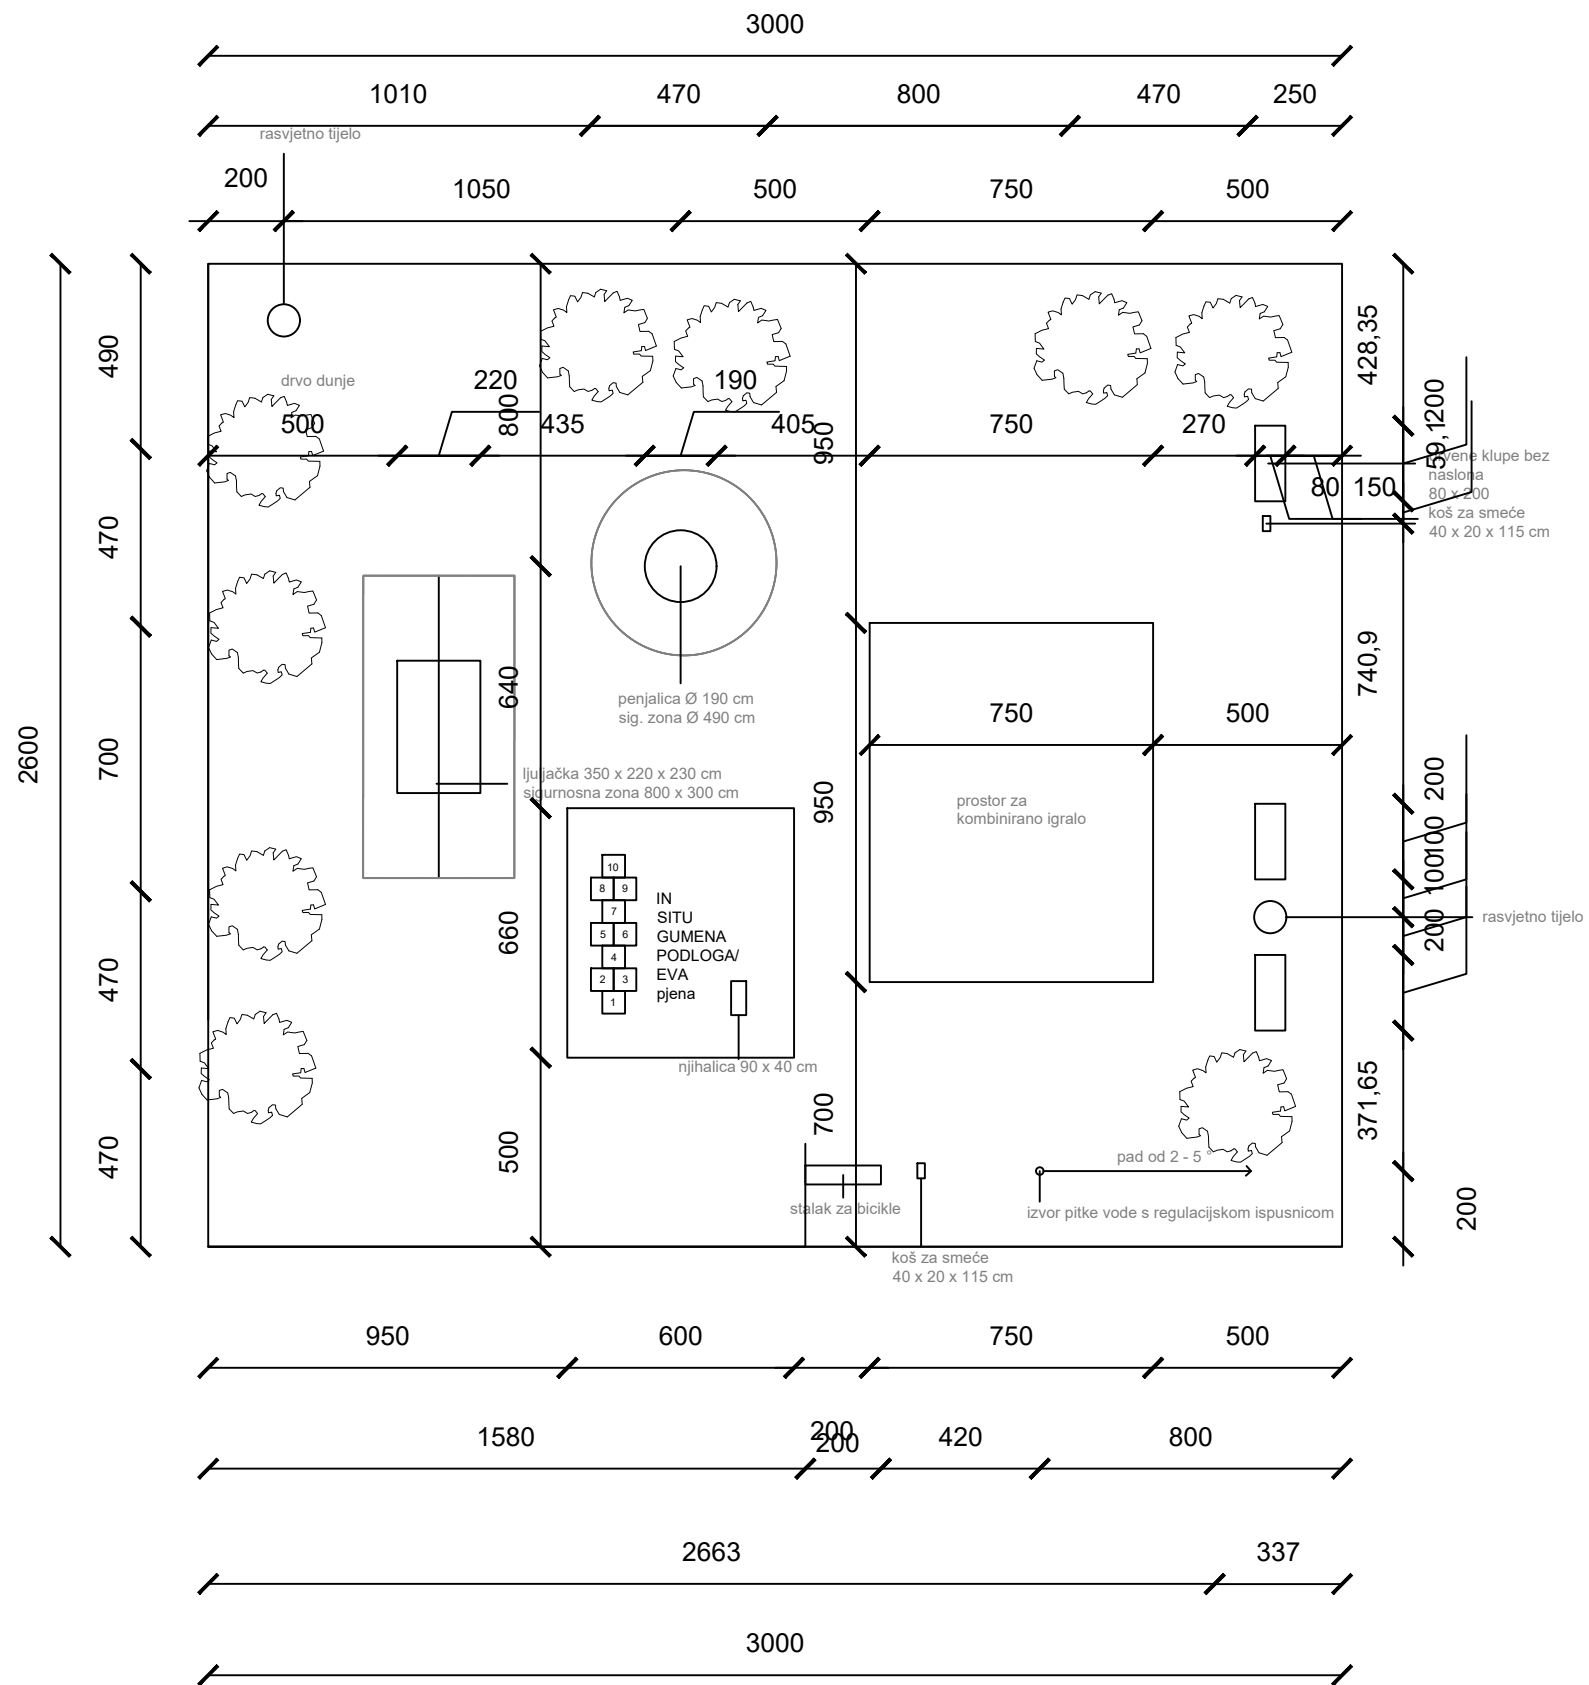 3000
1010 470 800 470 250
rasvjetno tijelo
200 1050 500 750 500
490
428,35
drvo dunje
220 190
800
500 435 405 750 270
950
200
59,1
drvene klupe bez
naslona
80 x 200
80 150
koš za smeće
40 x 20 x 115 cm
470
640
740,9
penjalica Ø 190 cm
sig. zona Ø 490 cm
750 500
2600
700
ljuljačka 350 x 220 x 230 cm
sigurnosna zona 800 x 300 cm
950
prostor za
kombinirano igralo
200
100
100
200
rasvjetno tijelo
10
8 9
7
5 6
4
2 3
1
IN
SITU
GUMENA
PODLOGA/
EVA
pjena
660
470
njihalica 90 x 40 cm
700
371,65
470
500
pad od 2 - 5 °
stalak za bicikle
izvor pitke vode s regulacijskom ispusnicom
200
koš za smeće
40 x 20 x 115 cm
950 600 750 500
1580 200 420 800
200
2663 337
3000